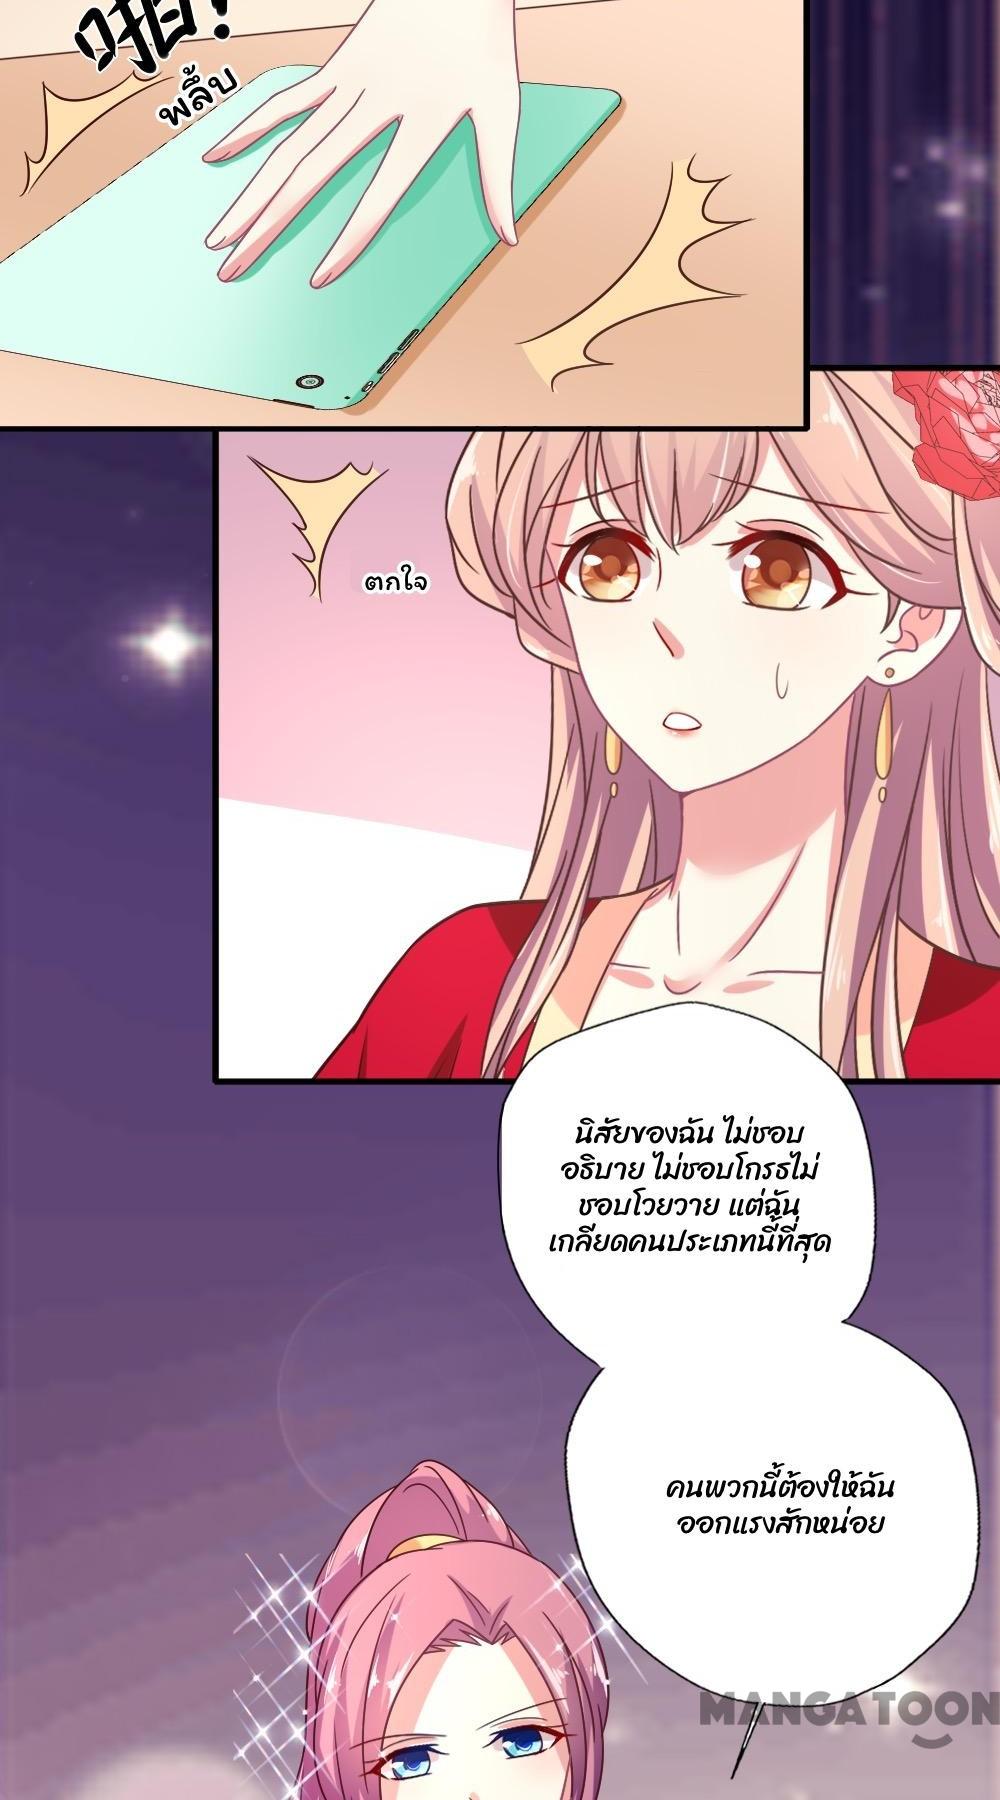 啪!
พลึ้บ
ตกใจ
นิสัยของฉัน ไม่ชอบ
อธิบาย ไม่ชอบโกรธไม่
ชอบโวยวาย แต่ฉัน
เกลียดคนประเภทนี้ที่สุด
คนพวกนี้ต้องให้ฉัน
ออกแรงสักหน่อย
MANGATOON